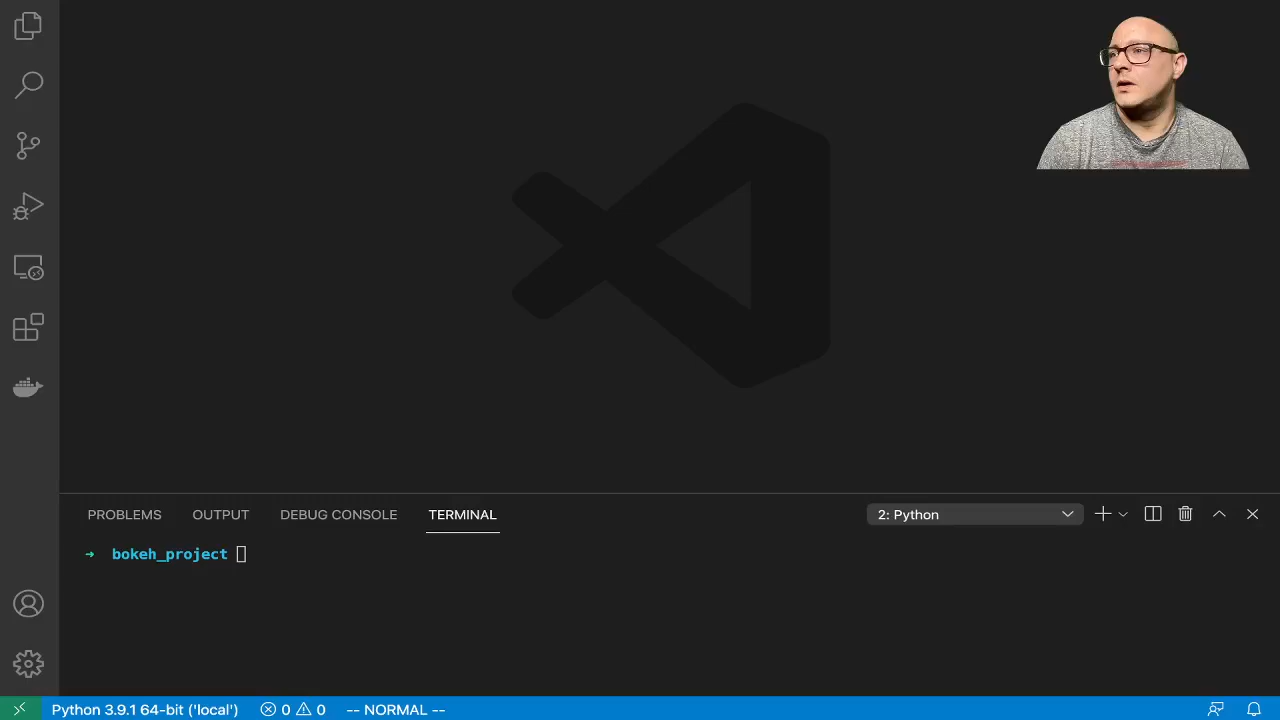 PROBLEMS OUTPUT DEBUG CONSOLE TERMINAL 2: Python
➜ bokeh_project
Python 3.9.1 64-bit ('local') 0 0 -- NORMAL --